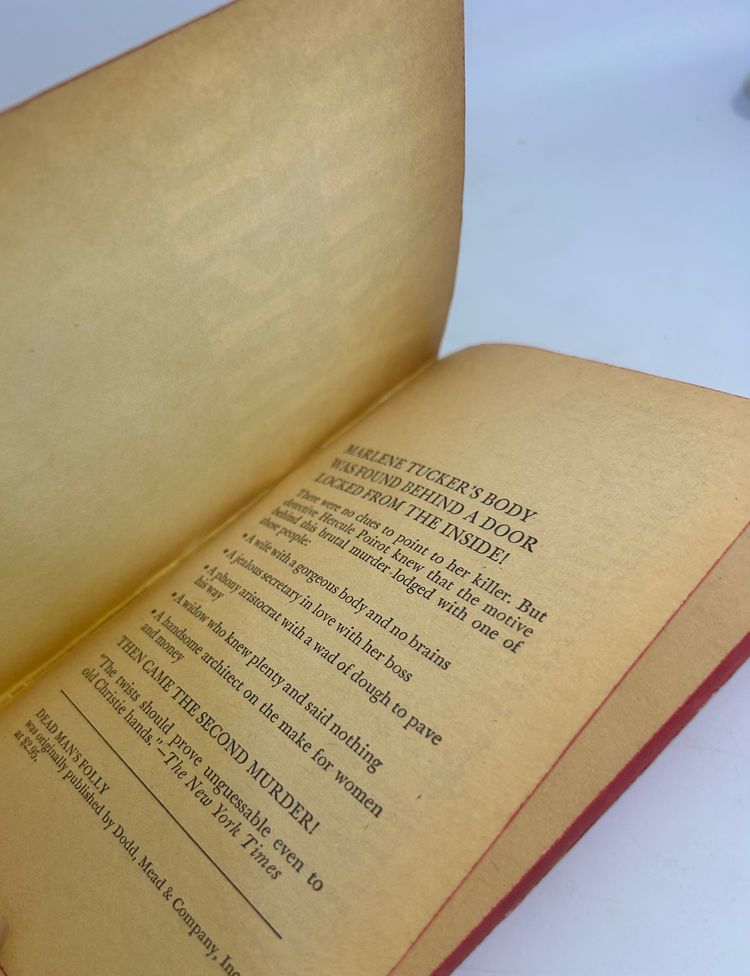 MARLENE TUCKER'S BODY
WAS FOUND BEHIND A DOOR
LOCKED FROM THE INSIDE!
There were no clues to point to her killer. But
detective Hercule Poirot knew that the motive
behind this brutal murder lodged with one of
these people:
• A wife with a gorgeous body and no brains
• A jealous secretary in love with her boss
• A phony aristocrat with a wad of dough to pave
his way
• A widow who knew plenty and said nothing
• A handsome architect on the make for women
and money
THEN CAME THE SECOND MURDER!
"The twists should prove unguessable even to
old Christie hands."—The New York Times
DEAD MAN'S FOLLY
was originally published by Dodd, Mead & Company, Inc
at $2.95.